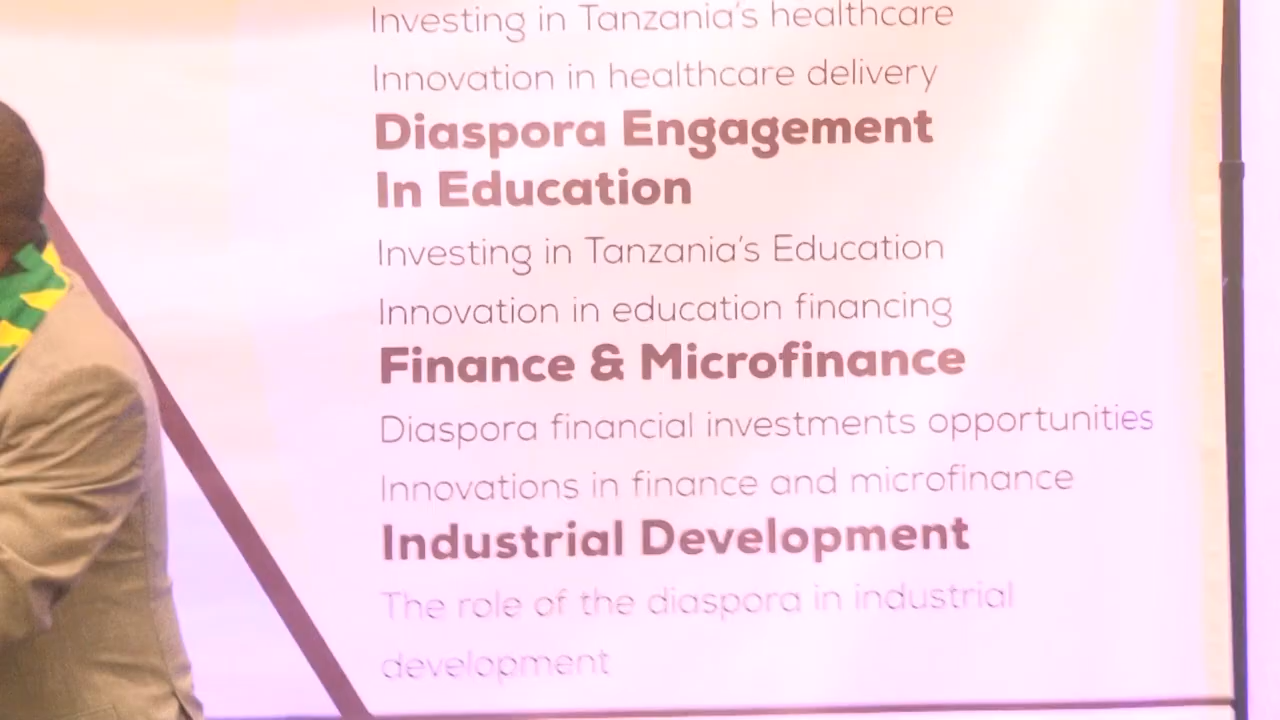 Investing in Tanzania's healthcare
Innovation in healthcare delivery
Diaspora Engagement
In Education
Investing in Tanzania's Education
Innovation in education financing
Finance & Microfinance
Diaspora financial investments opportunities
Innovations in finance and microfinance
Industrial Development
The role of the diaspora in industrial
development